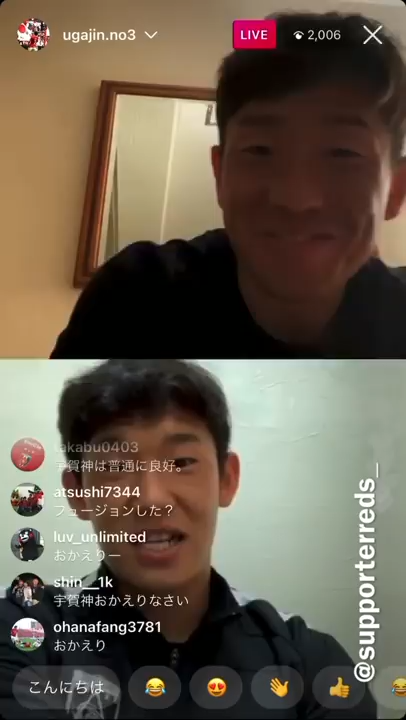 ugajin.no3
LIVE
2,006
takabu0403
宇賀神は普通に良好。
atsushi7344
フュージョンした？
luv_unlimited
おかえりー
shin__1k
宇賀神おかえりなさい
ohanafang3781
おかえり
こんにちは
@supporterreds_